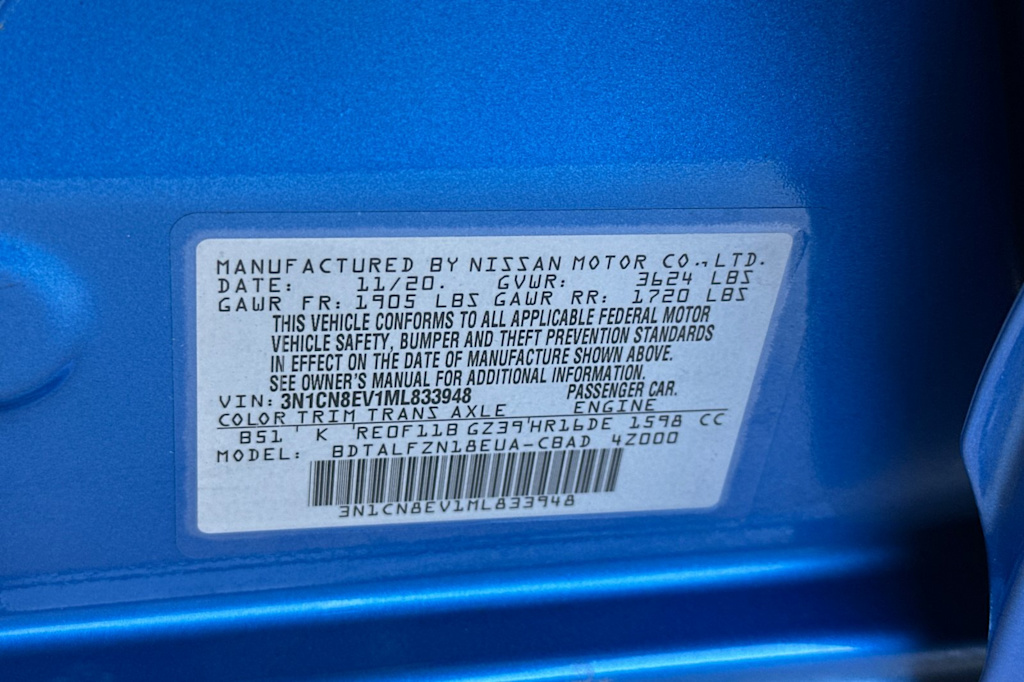 MANUFACTURED BY NISSAN MOTOR CO.,LTD.
DATE: 11/20. GVWR: 3624 LBS
GAWR FR: 1905 LBS GAWR RR: 1720 LBS
THIS VEHICLE CONFORMS TO ALL APPLICABLE FEDERAL MOTOR
VEHICLE SAFETY, BUMPER AND THEFT PREVENTION STANDARDS
IN EFFECT ON THE DATE OF MANUFACTURE SHOWN ABOVE.
SEE OWNER'S MANUAL FOR ADDITIONAL INFORMATION.
VIN: 3N1CN8EV1ML833948 PASSENGER CAR.
COLOR TRIM TRANS AXLE ENGINE
B51 ' K ' RE0F11B GZ39'HR16DE 1598 CC
MODEL: BDTALFZN18EUA-CBAD 4Z000
3N1CN8EV1ML833948